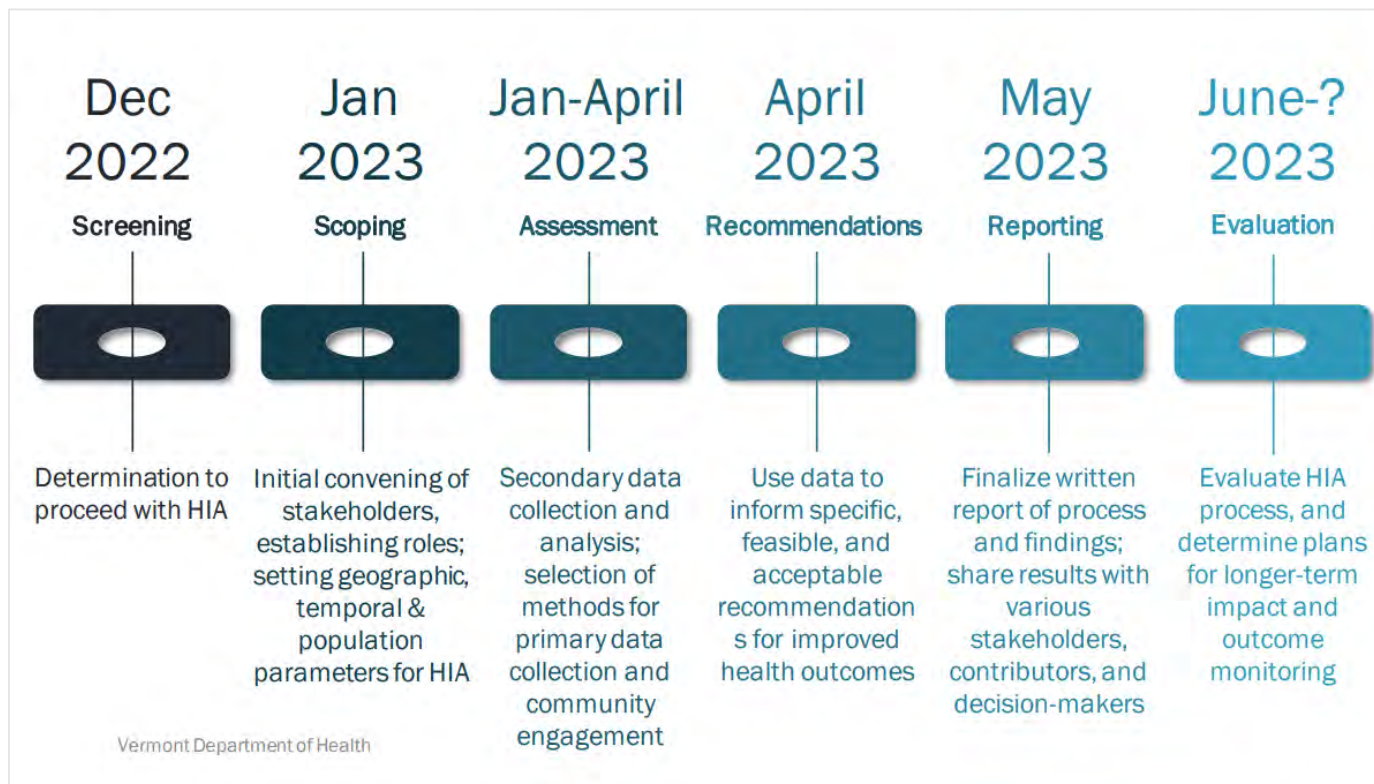 Dec
2022
Screening
Determination to
proceed with HIA
Jan
2023
Scoping
Initial convening of
stakeholders,
establishing roles;
setting geographic,
temporal &
population
parameters for HIA
Jan-April
2023
Assessment
Secondary data
collection and
analysis;
selection of
methods for
primary data
collection and
community
engagement
April
2023
Recommendations
Use data to
inform specific,
feasible, and
acceptable
recommendation
s for improved
health outcomes
May
2023
Reporting
Finalize written
report of process
and findings;
share results with
various
stakeholders,
contributors, and
decision-makers
June-?
2023
Evaluation
Evaluate HIA
process, and
determine plans
for longer-term
impact and
outcome
monitoring
Vermont Department of Health